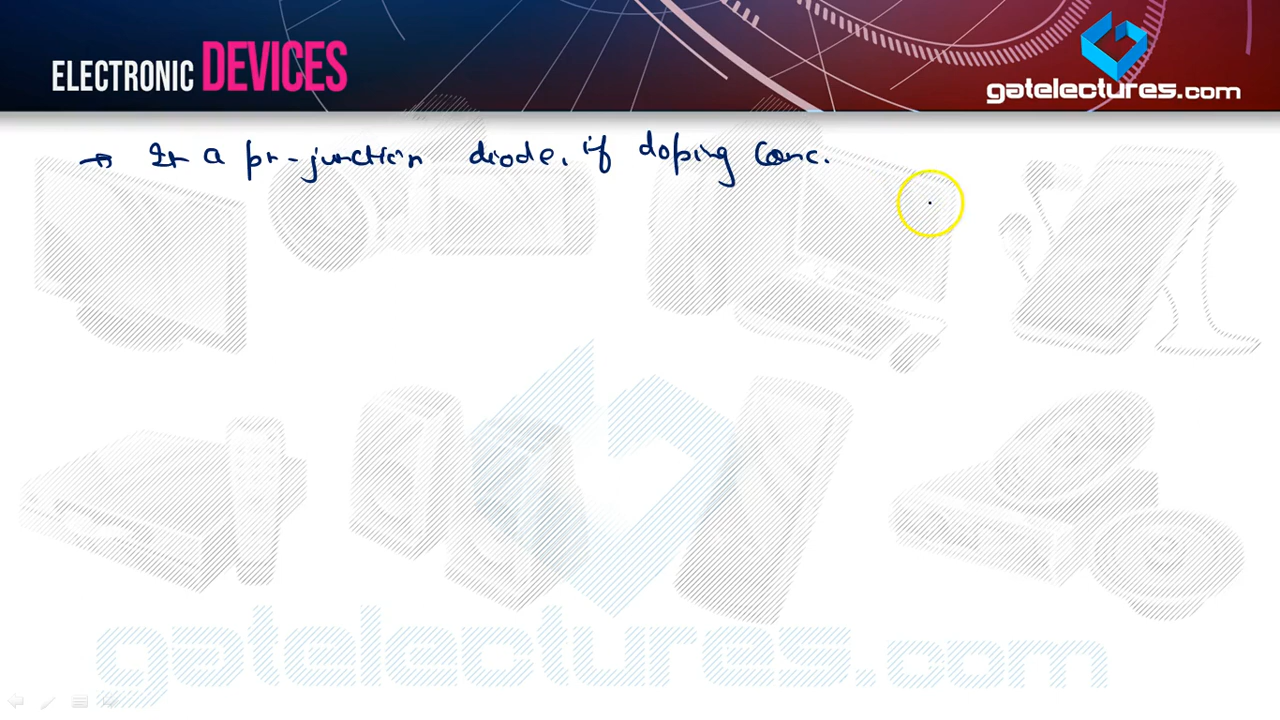 ELECTRONIC DEVICES
gatelectures.com
→ In a pn-junction diode, if doping Conc.
gatelectures.com